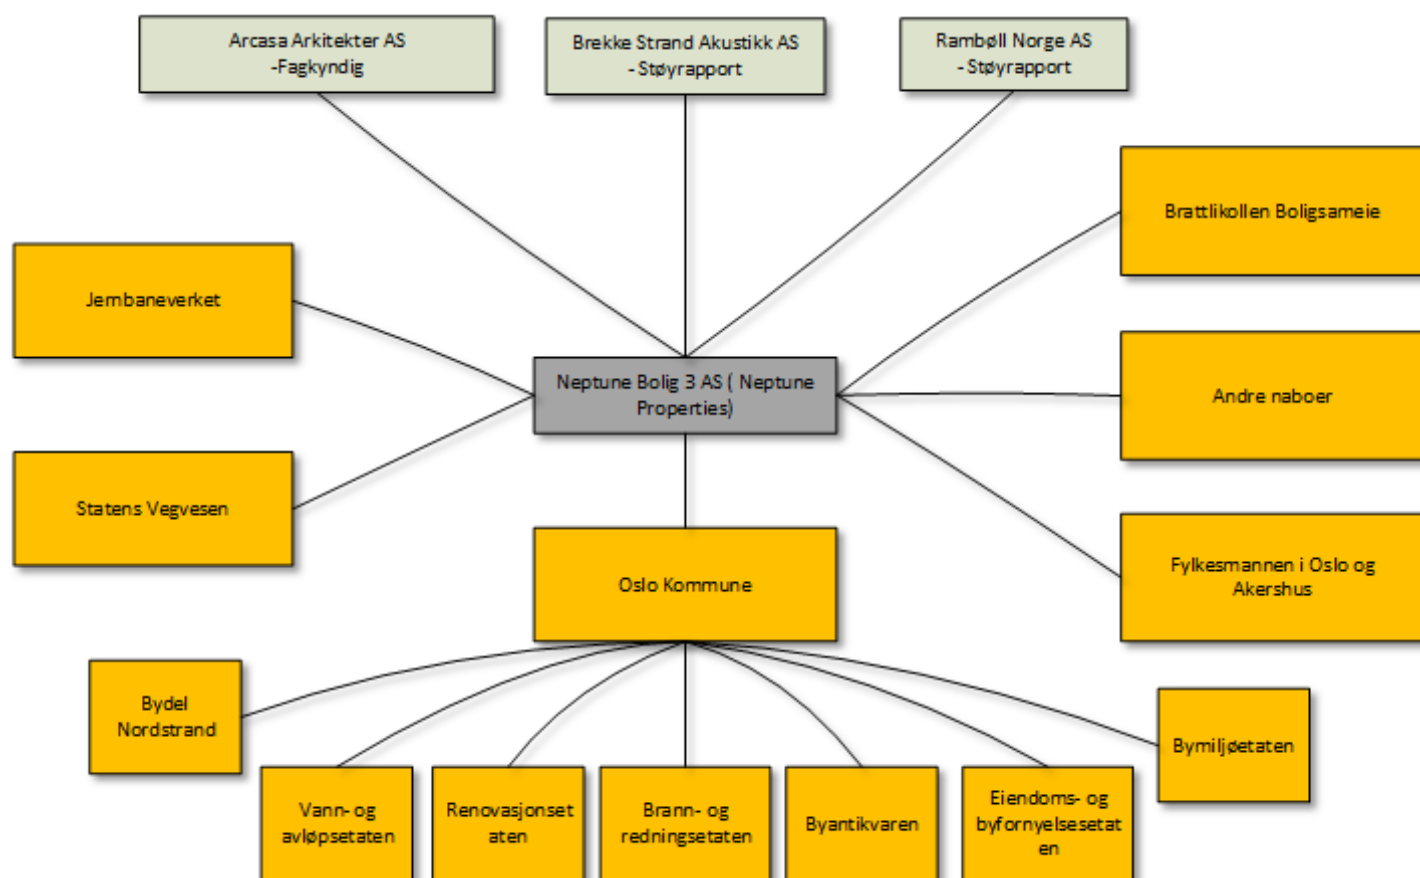 Arcasa Arkitekter AS
-Fagkyndig
Brekke Strand Akustikk AS
- Støyrapport
Rambøll Norge AS
- Støyrapport
Brattlikollen Boligsameie
Jernbaneverket
Neptune Bolig 3 AS ( Neptune
Properties)
Andre naboer
Statens Vegvesen
Oslo Kommune
Fylkesmannen i Oslo og
Akershus
Bydel
Nordstrand
Bymiljøetaten
Vann- og
avløpsetaten
Renovasjonset
aten
Brann- og
redningsetaten
Byantikvaren
Eiendoms- og
byfornyelsesetat
en